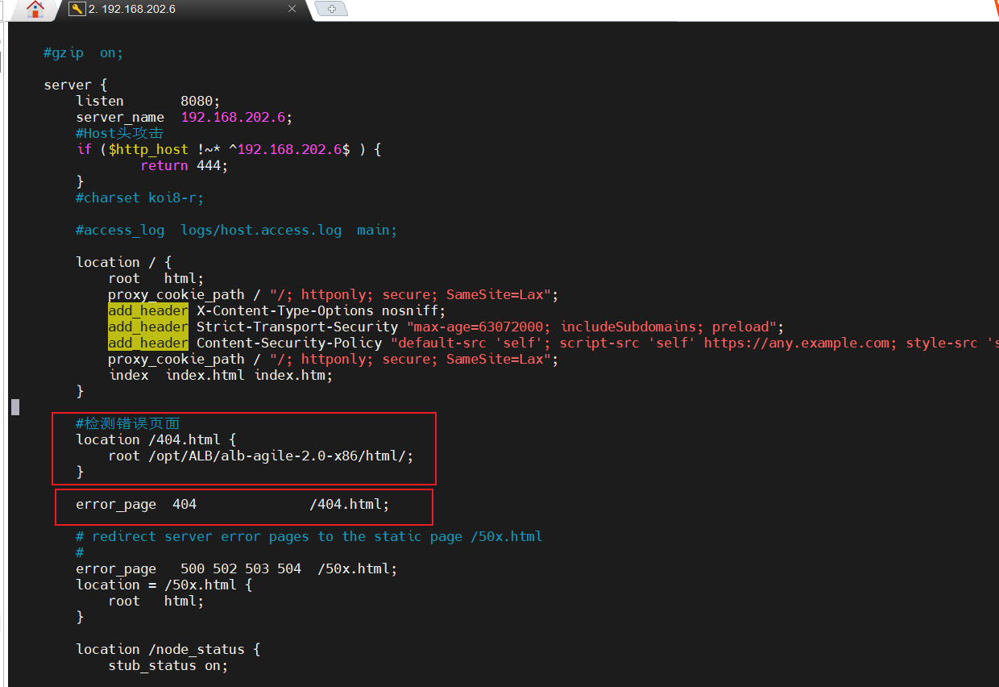 2. 192.168.202.6
#gzip  on;
server {
listen       8080;
server_name  192.168.202.6;
#Host头攻击
if ($http_host !~* ^192.168.202.6$ ) {
return 444;
}
#charset koi8-r;
#access_log  logs/host.access.log  main;
location / {
root   html;
proxy_cookie_path / "/; httponly; secure; SameSite=Lax";
add_header X-Content-Type-Options nosniff;
add_header Strict-Transport-Security "max-age=63072000; includeSubdomains; preload";
add_header Content-Security-Policy "default-src 'self'; script-src 'self' https://any.example.com; style-src 's
proxy_cookie_path / "/; httponly; secure; SameSite=Lax";
index  index.html index.htm;
}
#检测错误页面
location /404.html {
root /opt/ALB/alb-agile-2.0-x86/html/;
}
error_page  404              /404.html;
# redirect server error pages to the static page /50x.html
#
error_page   500 502 503 504  /50x.html;
location = /50x.html {
root   html;
}
location /node_status {
stub_status on;